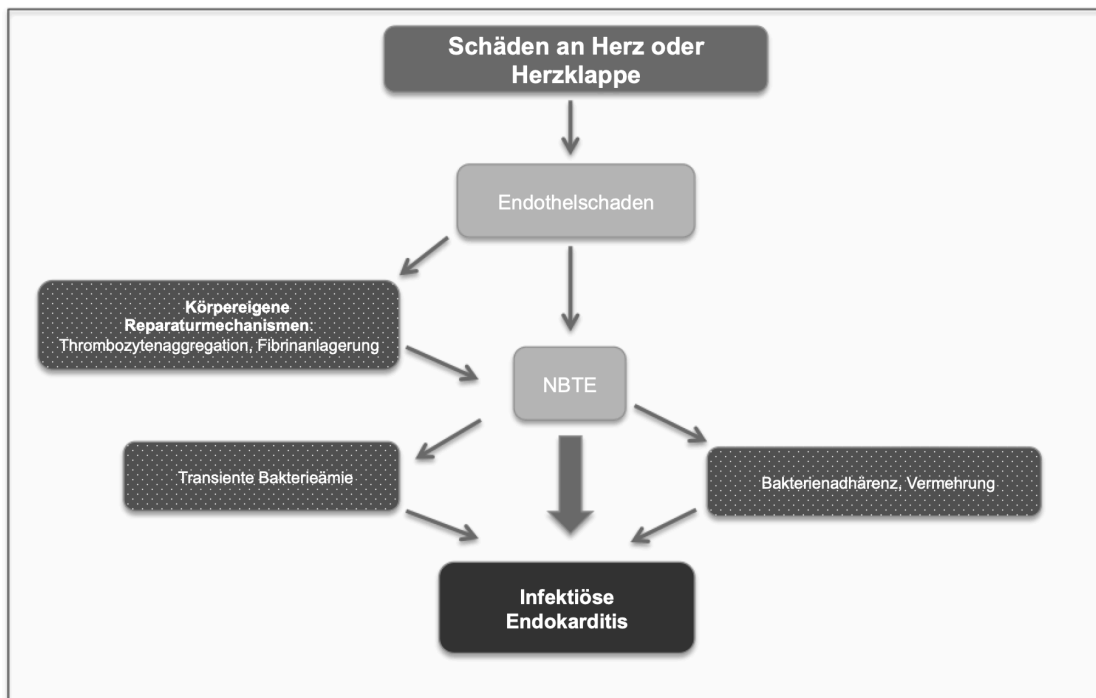 Schäden an Herz oder
Herzklappe
Endothelschaden
Körpereigene
Reparaturmechanismen:
Thrombozytenaggregation, Fibrinanlagerung
NBTE
Transiente Bakterieämie
Bakterienadhärenz, Vermehrung
Infektiöse
Endokarditis